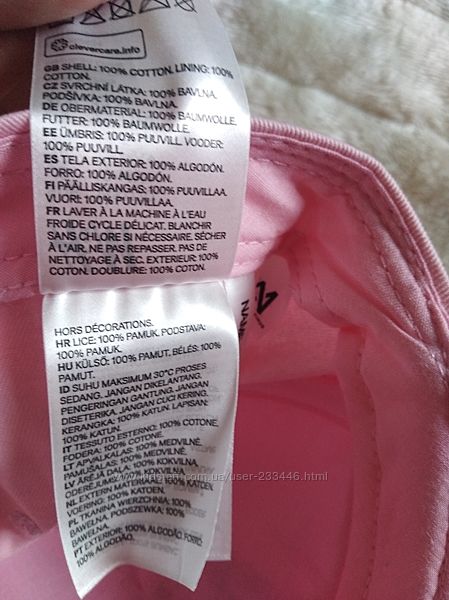 clevercare.info
GB SHELL: 100% COTTON. LINING: 100%
COTTON.
CZ SVRCHNÍ LÁTKA: 100% BAVLNA.
PODŠÍVKA: 100% BAVLNA.
DE OBERMATERIAL: 100% BAUMWOLLE.
FUTTER: 100% BAUMWOLLE.
EE ÜMBRIS: 100% PUUVILL VOODER:
100% PUUVILL
ES TELA EXTERIOR: 100% ALGODÓN.
FORRO: 100% ALGODÓN.
FI PÄÄLLISKANGAS: 100% PUUVILLAA.
VUORI: 100% PUUVILLAA.
FR LAVER À LA MACHINE À L'EAU
FROIDE CYCLE DÉLICAT. BLANCHIR
SANS CHLORE SI NÉCESSAIRE. SÉCHER
À L'AIR. NE PAS REPASSER. PAS DE
NETTOYAGE À SEC. EXTERIEUR: 100%
COTON. DOUBLURE: 100% COTON.
HORS DÉCORATIONS.
HR LICE: 100% PAMUK. PODSTAVA:
100% PAMUK.
HU KÜLSŐ: 100% PAMUT. BÉLÉS: 100%
PAMUT.
ID SUHU MAKSIMUM 30°C PROSES
SEDANG. JANGAN DIKELANTANG.
PENGERINGAN GANTUNG. JANGAN
DISETERIKA. JANGAN CUCI KERING.
KERANGKA: 100% KATUN. LAPISAN:
100% KATUN.
IT TESSUTO ESTERNO: 100% COTONE.
FODERA: 100% COTONE.
LT APVALKALAS: 100% MEDVILNĖ.
PAMUŠALAS: 100% MEDVILNĖ.
LV ĀRĒJĀ DAĻA: 100% KOKVILNA.
ODERĒJUMS: 100% KOKVILNA.
NL EXTERN MATERIAAL: 100% KATOEN.
VOERING: 100% KATOEN.
PL TKANINA WIERZCHNIA: 100%
BAWEŁNA. PODSZEWKA: 100%
BAWEŁNA.
PT EXTERIOR: 100% ALGODÃO. FORRO:
100% ALGODÃO.